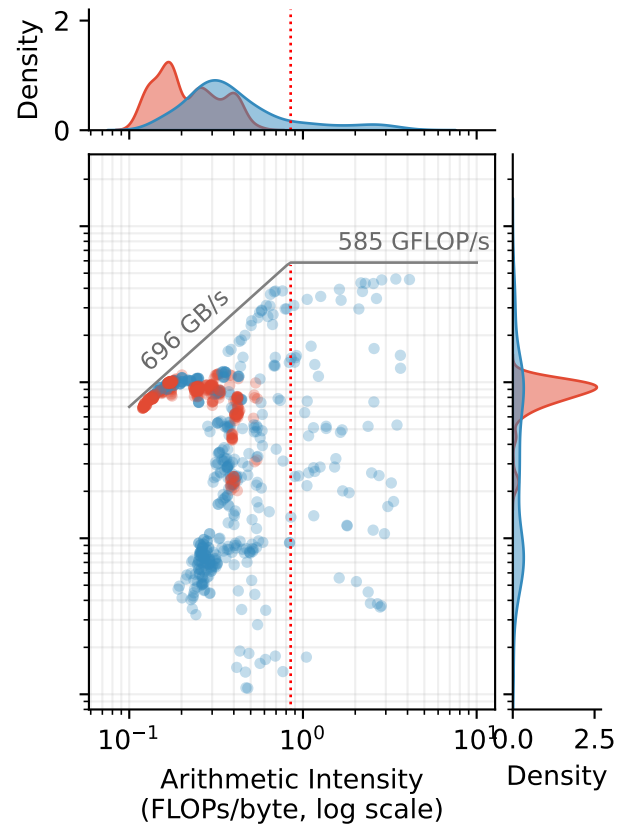 Density
2
0
585 GFLOP/s
696 GB/s
10⁻¹
10⁰
10¹
0.0
2.5
Arithmetic Intensity
(FLOPs/byte, log scale)
Density